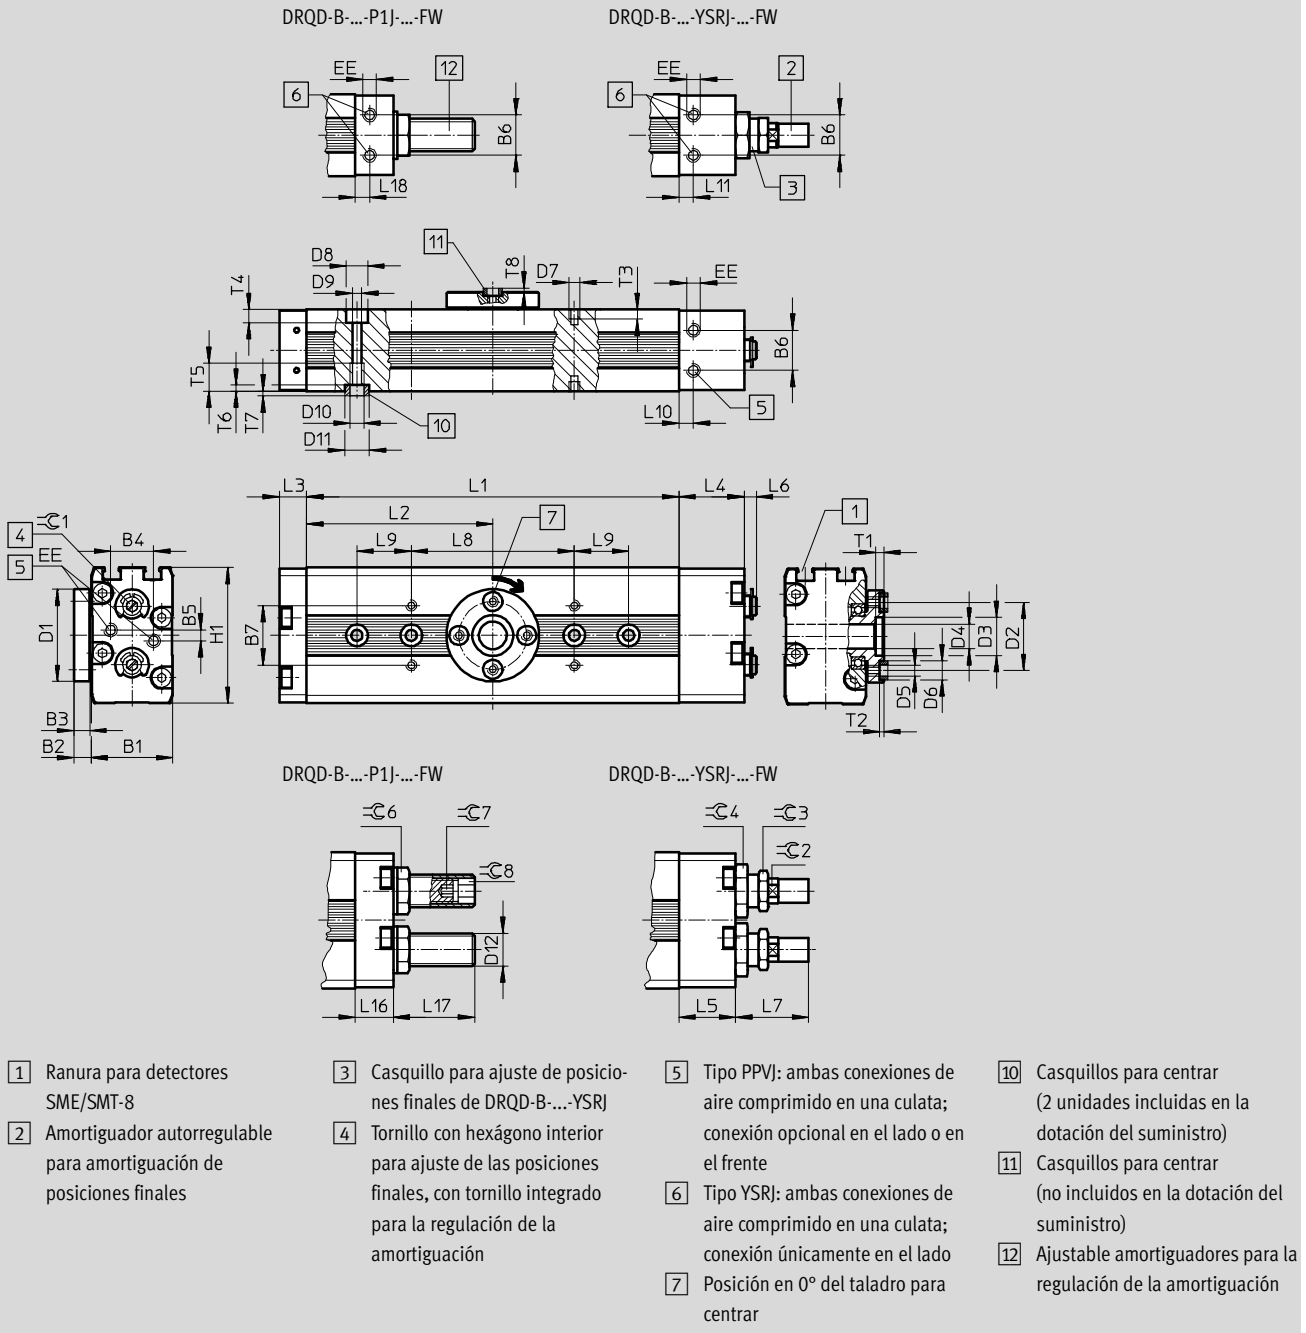 DRQD-B-...-P1J-...-FW
DRQD-B-...-YSRJ-...-FW
EE
12
6
B6
L18
EE
2
6
B6
L11
3
11
D8
D9
T4
T8
D7
T3
EE
B6
T5
T6
T7
D10
D11
10
L10
5
L3
L1
L4
L6
L2
7
L9
L8
L9
B7
4
1
B4
5
EE
D1
B5
H1
B3
B2
B1
1
T1
D4
D3
D2
D5
D6
T2
DRQD-B-...-P1J-...-FW
DRQD-B-...-YSRJ-...-FW
6
7
8
D12
L16
L17
4
3
2
L5
L7
1 Ranura para detectores
SME/SMT-8
2 Amortiguador autorregulable
para amortiguación de
posiciones finales
3 Casquillo para ajuste de posicio-
nes finales de DRQD-B-...-YSRJ
4 Tornillo con hexágono interior
para ajuste de las posiciones
finales, con tornillo integrado
para la regulación de la
amortiguación
5 Tipo PPVJ: ambas conexiones de
aire comprimido en una culata;
conexión opcional en el lado o en
el frente
6 Tipo YSRJ: ambas conexiones de
aire comprimido en una culata;
conexión únicamente en el lado
7 Posición en 0° del taladro para
centrar
10 Casquillos para centrar
(2 unidades incluidas en la
dotación del suministro)
11 Casquillos para centrar
(no incluidos en la dotación del
suministro)
12 Ajustable amortiguadores para la
regulación de la amortiguación